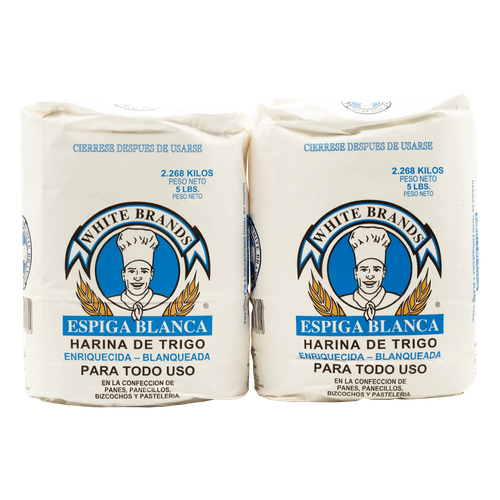 CIERRESE DESPUES DE USARSE
2.268 KILOS
PESO NETO
5 LBS.
PESO NETO
WHITE BRANDS
ESPIGA BLANCA
®
HARINA DE TRIGO
ENRIQUECIDA – BLANQUEADA
PARA TODO USO
EN LA CONFECCION DE
PANES, PANECILLOS,
BIZCOCHOS Y PASTELERIA.
CIERRESE DESPUES DE USARSE
2.268 KILOS
PESO NETO
5 LBS.
PESO NETO
WHITE BRANDS
ESPIGA BLANCA
®
HARINA DE TRIGO
ENRIQUECIDA – BLANQUEADA
PARA TODO USO
EN LA CONFECCION DE
PANES, PANECILLOS,
BIZCOCHOS Y PASTELERIA.